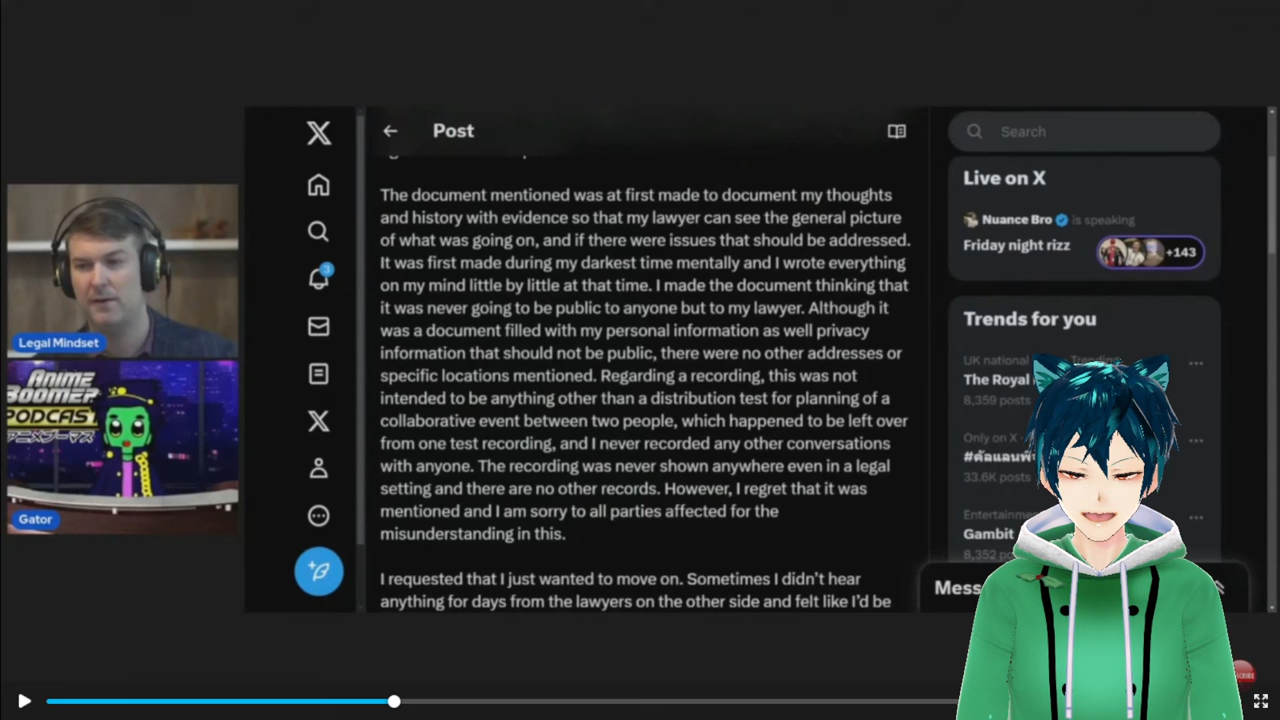 Post
Search
Live on X
Nuance Bro is speaking
Friday night rizz
+143
Trends for you
UK national Trending
The Royal
8,359 posts
Only on X
33.6K posts
Entertainmen
Gambit
8,352
Mess
3
The document mentioned was at first made to document my thoughts
and history with evidence so that my lawyer can see the general picture
of what was going on, and if there were issues that should be addressed.
It was first made during my darkest time mentally and I wrote everything
on my mind little by little at that time. I made the document thinking that
it was never going to be public to anyone but to my lawyer. Although it
was a document filled with my personal information as well privacy
information that should not be public, there were no other addresses or
specific locations mentioned. Regarding a recording, this was not
intended to be anything other than a distribution test for planning of a
collaborative event between two people, which happened to be left over
from one test recording, and I never recorded any other conversations
with anyone. The recording was never shown anywhere even in a legal
setting and there are no other records. However, I regret that it was
mentioned and I am sorry to all parties affected for the
misunderstanding in this.
I requested that I just wanted to move on. Sometimes I didn't hear
anything for days from the lawyers on the other side and felt like I'd be
Legal Mindset
ANIME
BOOMER
PODCAST
アニメブーマス
Gator